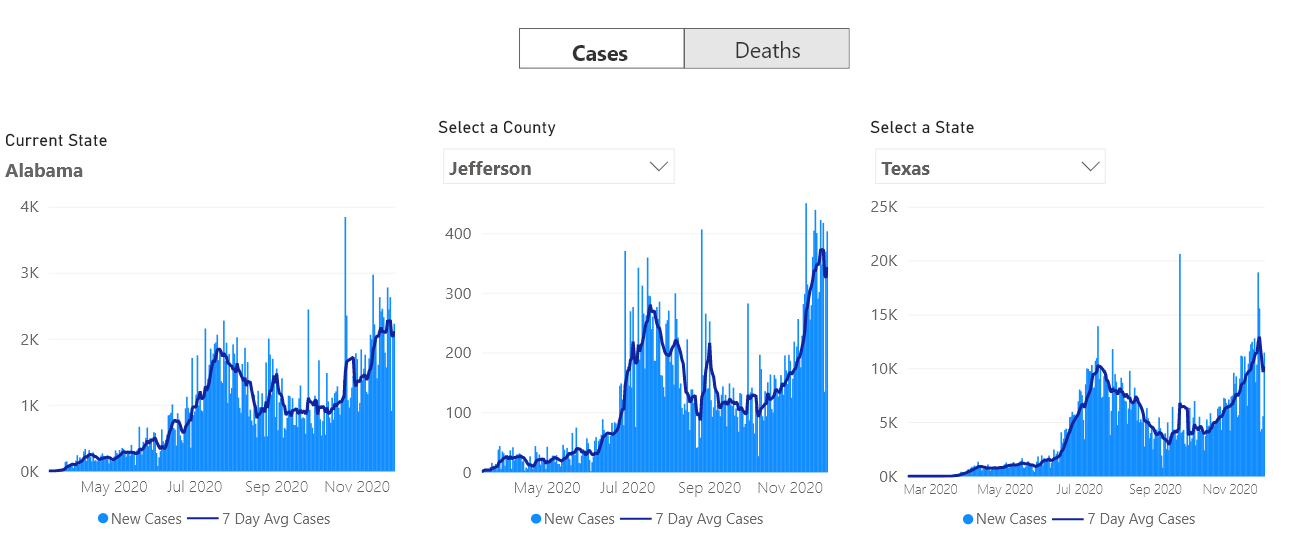 Cases Deaths
Current State
Alabama
4K
3K
2K
1K
0K
May 2020 Jul 2020 Sep 2020 Nov 2020
New Cases 7 Day Avg Cases
Select a County
Jefferson
400
300
200
100
0
May 2020 Jul 2020 Sep 2020 Nov 2020
New Cases 7 Day Avg Cases
Select a State
Texas
25K
20K
15K
10K
5K
0K
Mar 2020 May 2020 Jul 2020 Sep 2020 Nov 2020
New Cases 7 Day Avg Cases